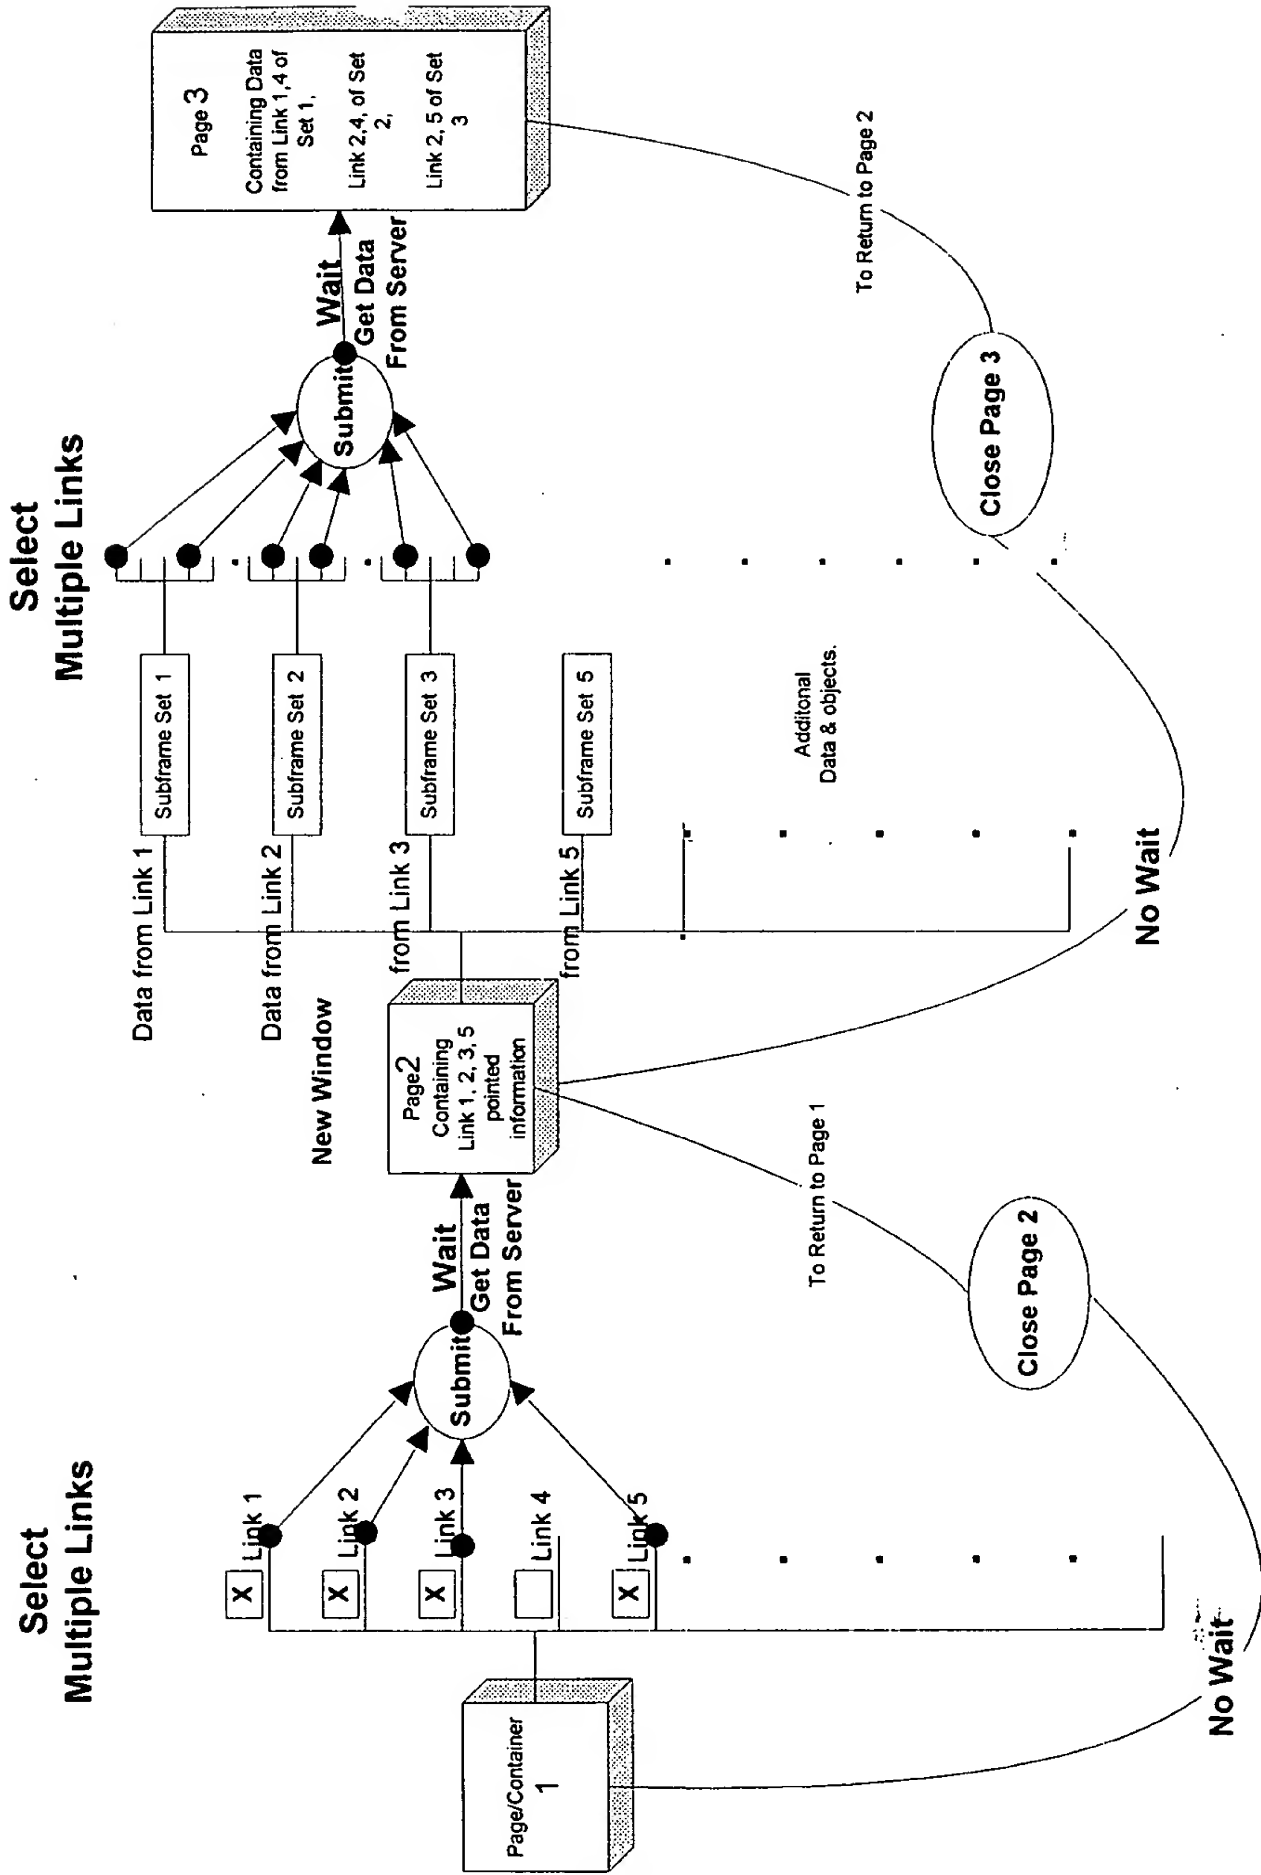 Select
Multiple Links
Page/Container
1
X
Link 1
X
Link 2
X
Link 3
Link 4
X
Link 5
Submit
Wait
Get Data
From Server
New Window
Page2
Containing
Link 1, 2, 3, 5
pointed
information
To Return to Page 1
Close Page 2
No Wait
Data from Link 1
Data from Link 2
from Link 3
from Link 5
Subframe Set 1
Subframe Set 2
Subframe Set 3
Subframe Set 5
Additonal
Data & objects.
Select
Multiple Links
Submit
Wait
Get Data
From Server
Page 3
Containing Data
from Link 1,4 of
Set 1,
Link 2,4, of Set
2,
Link 2, 5 of Set
3
To Return to Page 2
Close Page 3
No Wait